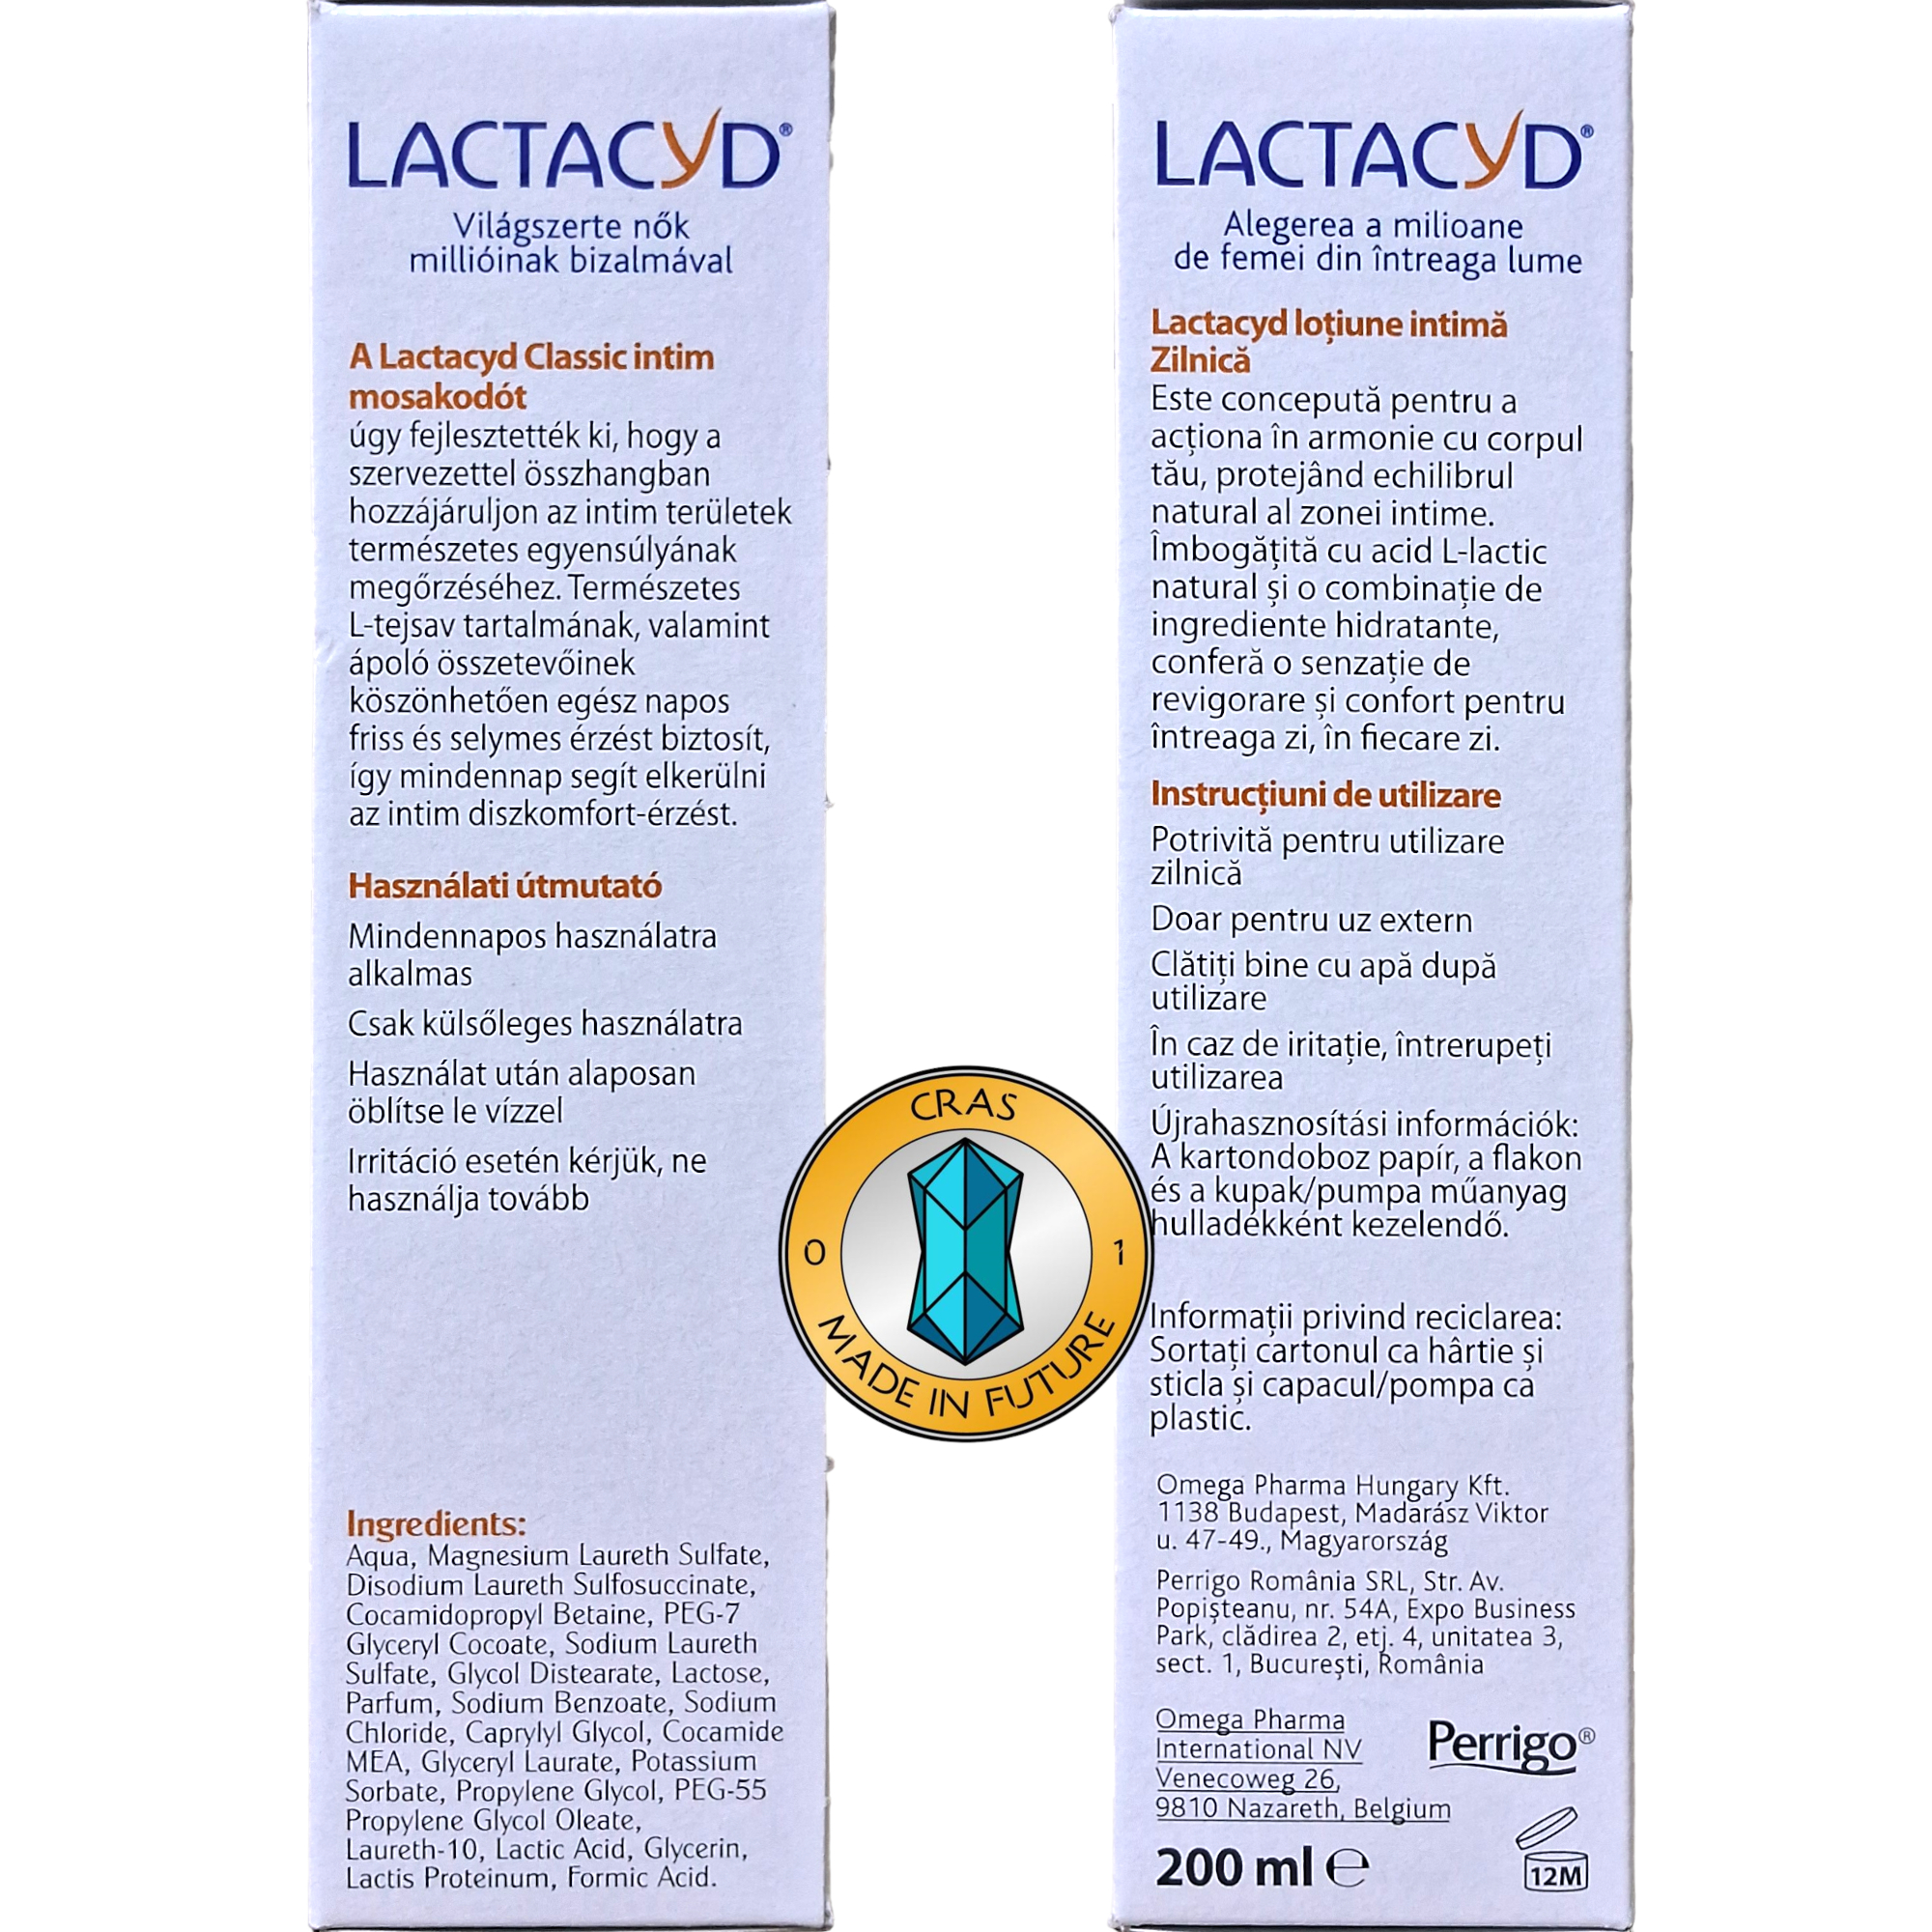 LACTACYD®
Világszerte nők
millióinak bizalmával
A Lactacyd Classic intim
mosakodót
úgy fejlesztették ki, hogy a
szervezettel összhangban
hozzájáruljon az intim területek
természetes egyensúlyának
megőrzéséhez. Természetes
L-tejsav tartalmának, valamint
ápoló összetevőinek
köszönhetően egész napos
friss és selymes érzést biztosít,
így mindennap segít elkerülni
az intim diszkomfort-érzést.
Használati útmutató
Mindennapos használatra
alkalmas
Csak külsőleges használatra
Használat után alaposan
öblítse le vízzel
Irritáció esetén kérjük, ne
használja tovább
Ingredients:
Aqua, Magnesium Laureth Sulfate,
Disodium Laureth Sulfosuccinate,
Cocamidopropyl Betaine, PEG-7
Glyceryl Cocoate, Sodium Laureth
Sulfate, Glycol Distearate, Lactose,
Parfum, Sodium Benzoate, Sodium
Chloride, Caprylyl Glycol, Cocamide
MEA, Glyceryl Laurate, Potassium
Sorbate, Propylene Glycol, PEG-55
Propylene Glycol Oleate,
Laureth-10, Lactic Acid, Glycerin,
Lactis Proteinum, Formic Acid.
CRAS
0 1
MADE IN FUTURE
LACTACYD®
Alegerea a milioane
de femei din întreaga lume
Lactacyd loțiune intimă
Zilnică
Este concepută pentru a
acționa în armonie cu corpul
tău, protejând echilibrul
natural al zonei intime.
Îmbogățită cu acid L-lactic
natural și o combinație de
ingrediente hidratante,
conferă o senzație de
revigorare și confort pentru
întreaga zi, în fiecare zi.
Instrucțiuni de utilizare
Potrivită pentru utilizare
zilnică
Doar pentru uz extern
Clătiți bine cu apă după
utilizare
În caz de iritație, întrerupeți
utilizarea
Újrahasznosítási információk:
A kartondoboz papír, a flakon
és a kupak/pumpa műanyag
hulladékként kezelendő.
Informații privind reciclarea:
Sortați cartonul ca hârtie și
sticla și capacul/pompa ca
plastic.
Omega Pharma Hungary Kft.
1138 Budapest, Madarász Viktor
u. 47-49., Magyarország
Perrigo România SRL, Str. Av.
Popișteanu, nr. 54A, Expo Business
Park, clădirea 2, etj. 4, unitatea 3,
sect. 1, București, România
Omega Pharma
International NV
Venecoweg 26,
9810 Nazareth, Belgium
Perrigo®
200 ml ℮
12M